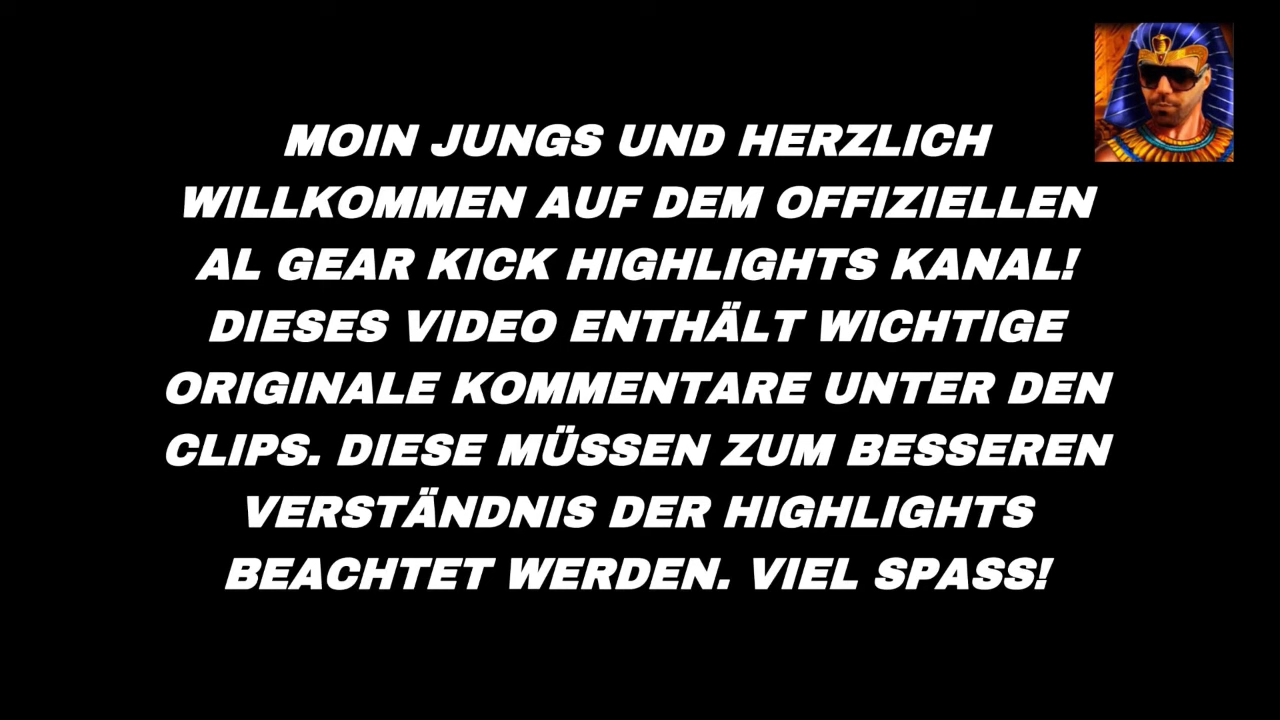 MOIN JUNGS UND HERZLICH
WILLKOMMEN AUF DEM OFFIZIELLEN
AL GEAR KICK HIGHLIGHTS KANAL!
DIESES VIDEO ENTHÄLT WICHTIGE
ORIGINALE KOMMENTARE UNTER DEN
CLIPS. DIESE MÜSSEN ZUM BESSEREN
VERSTÄNDNIS DER HIGHLIGHTS
BEACHTET WERDEN. VIEL SPASS!